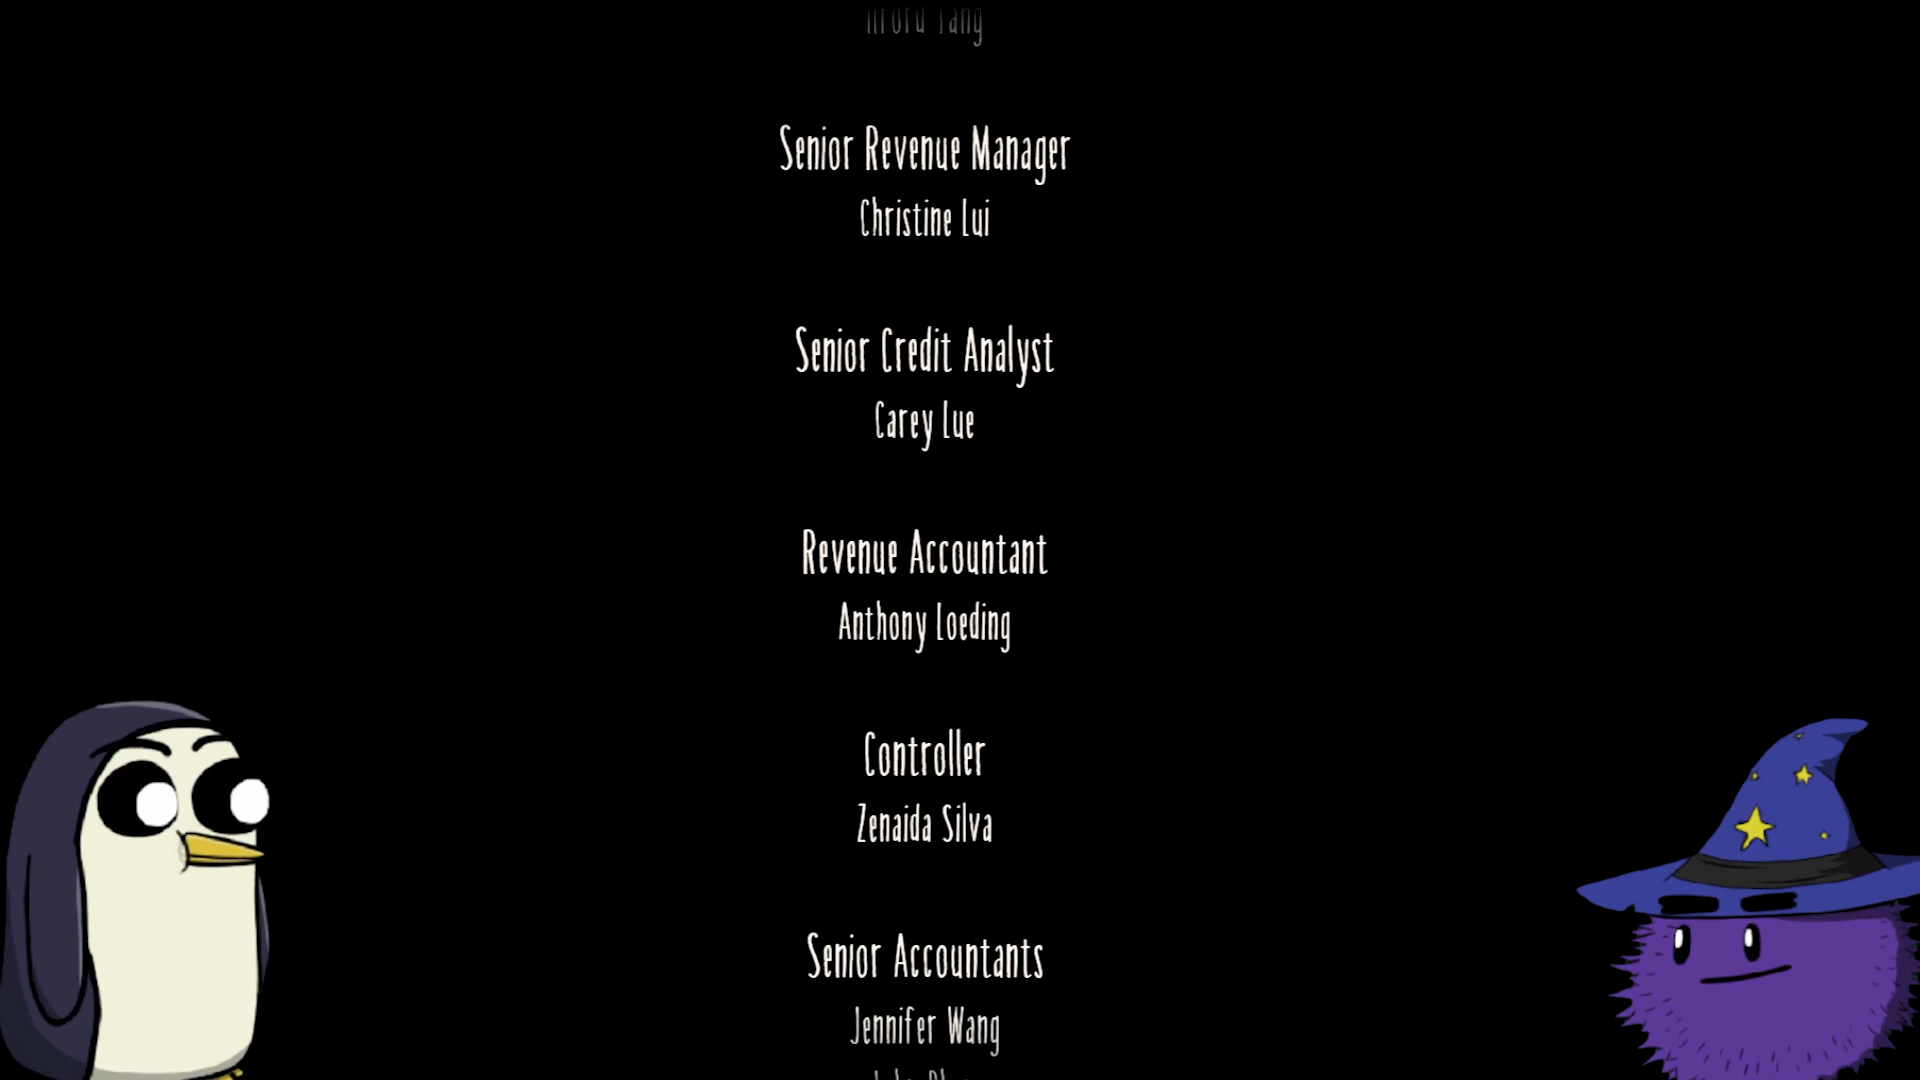 Senior Revenue Manager
Christine Lui
Senior Credit Analyst
Carey Lue
Revenue Accountant
Anthony Loeding
Controller
Zenaida Silva
Senior Accountants
Jennifer Wang